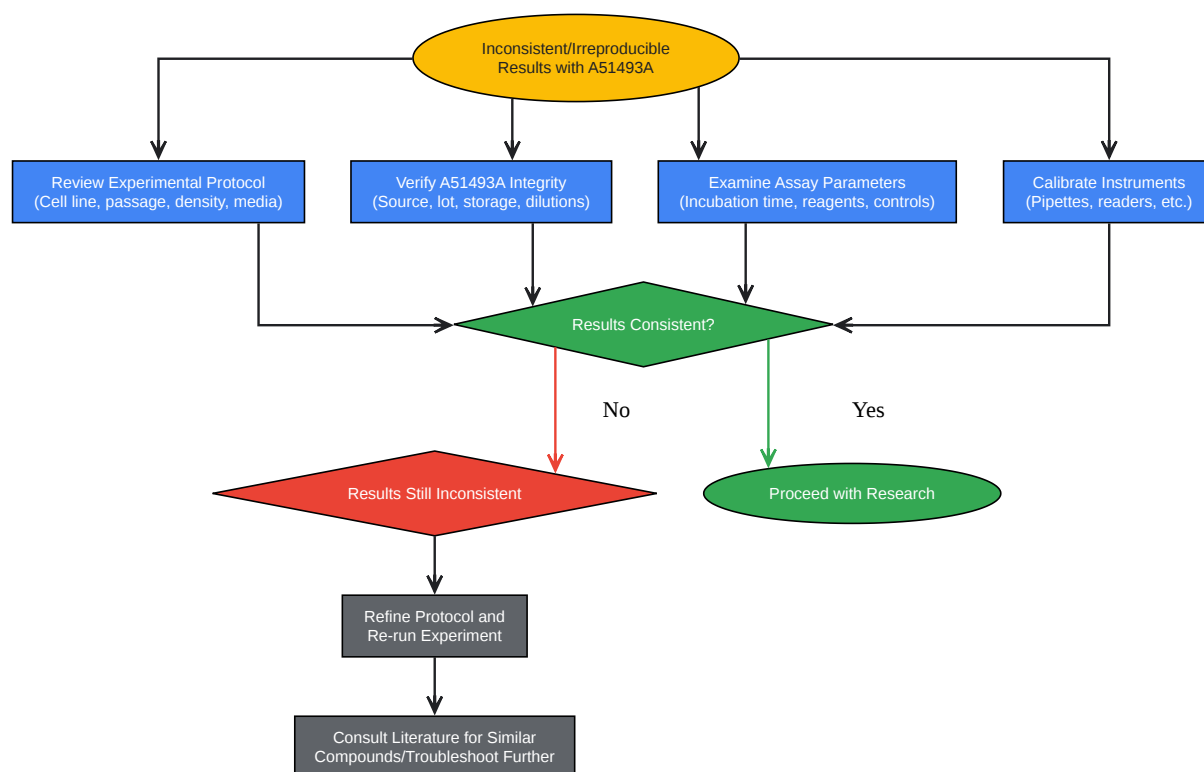 Inconsistent/Irreproducible
Results with A51493A
Review Experimental Protocol
(Cell line, passage, density, media)
Verify A51493A Integrity
(Source, lot, storage, dilutions)
Examine Assay Parameters
(Incubation time, reagents, controls)
Calibrate Instruments
(Pipettes, readers, etc.)
Results Consistent?
No
Yes
Results Still Inconsistent
Proceed with Research
Refine Protocol and
Re-run Experiment
Consult Literature for Similar
Compounds/Troubleshoot Further